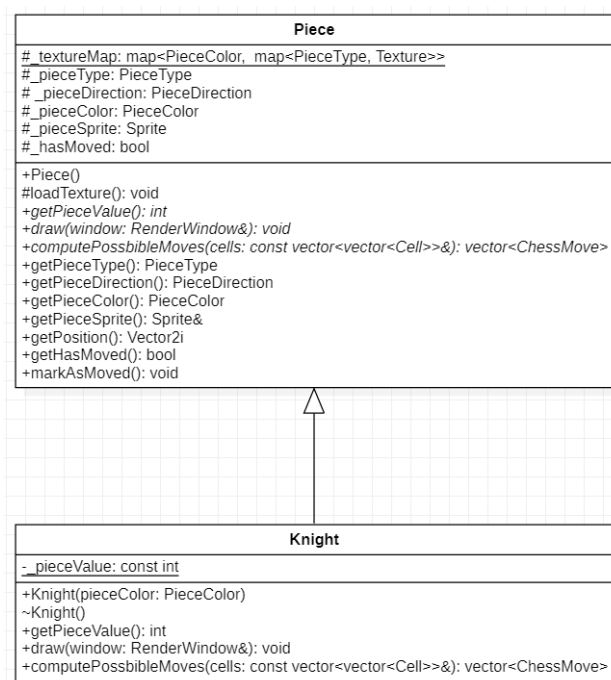 Piece
#_textureMap: map<PieceColor, map<PieceType, Texture>>
#_pieceType: PieceType
# _pieceDirection: PieceDirection
#_pieceColor: PieceColor
#_pieceSprite: Sprite
#_hasMoved: bool
+Piece()
#loadTexture(): void
+getPieceValue(): int
+draw(window: RenderWindow&): void
+computePossbibleMoves(cells: const vector<vector<Cell>>&): vector<ChessMove>
+getPieceType(): PieceType
+getPieceDirection(): PieceDirection
+getPieceColor(): PieceColor
+getPieceSprite(): Sprite&
+getPosition(): Vector2i
+getHasMoved(): bool
+markAsMoved(): void
Knight
-_pieceValue: const int
+Knight(pieceColor: PieceColor)
~Knight()
+getPieceValue(): int
+draw(window: RenderWindow&): void
+computePossbibleMoves(cells: const vector<vector<Cell>>&): vector<ChessMove>